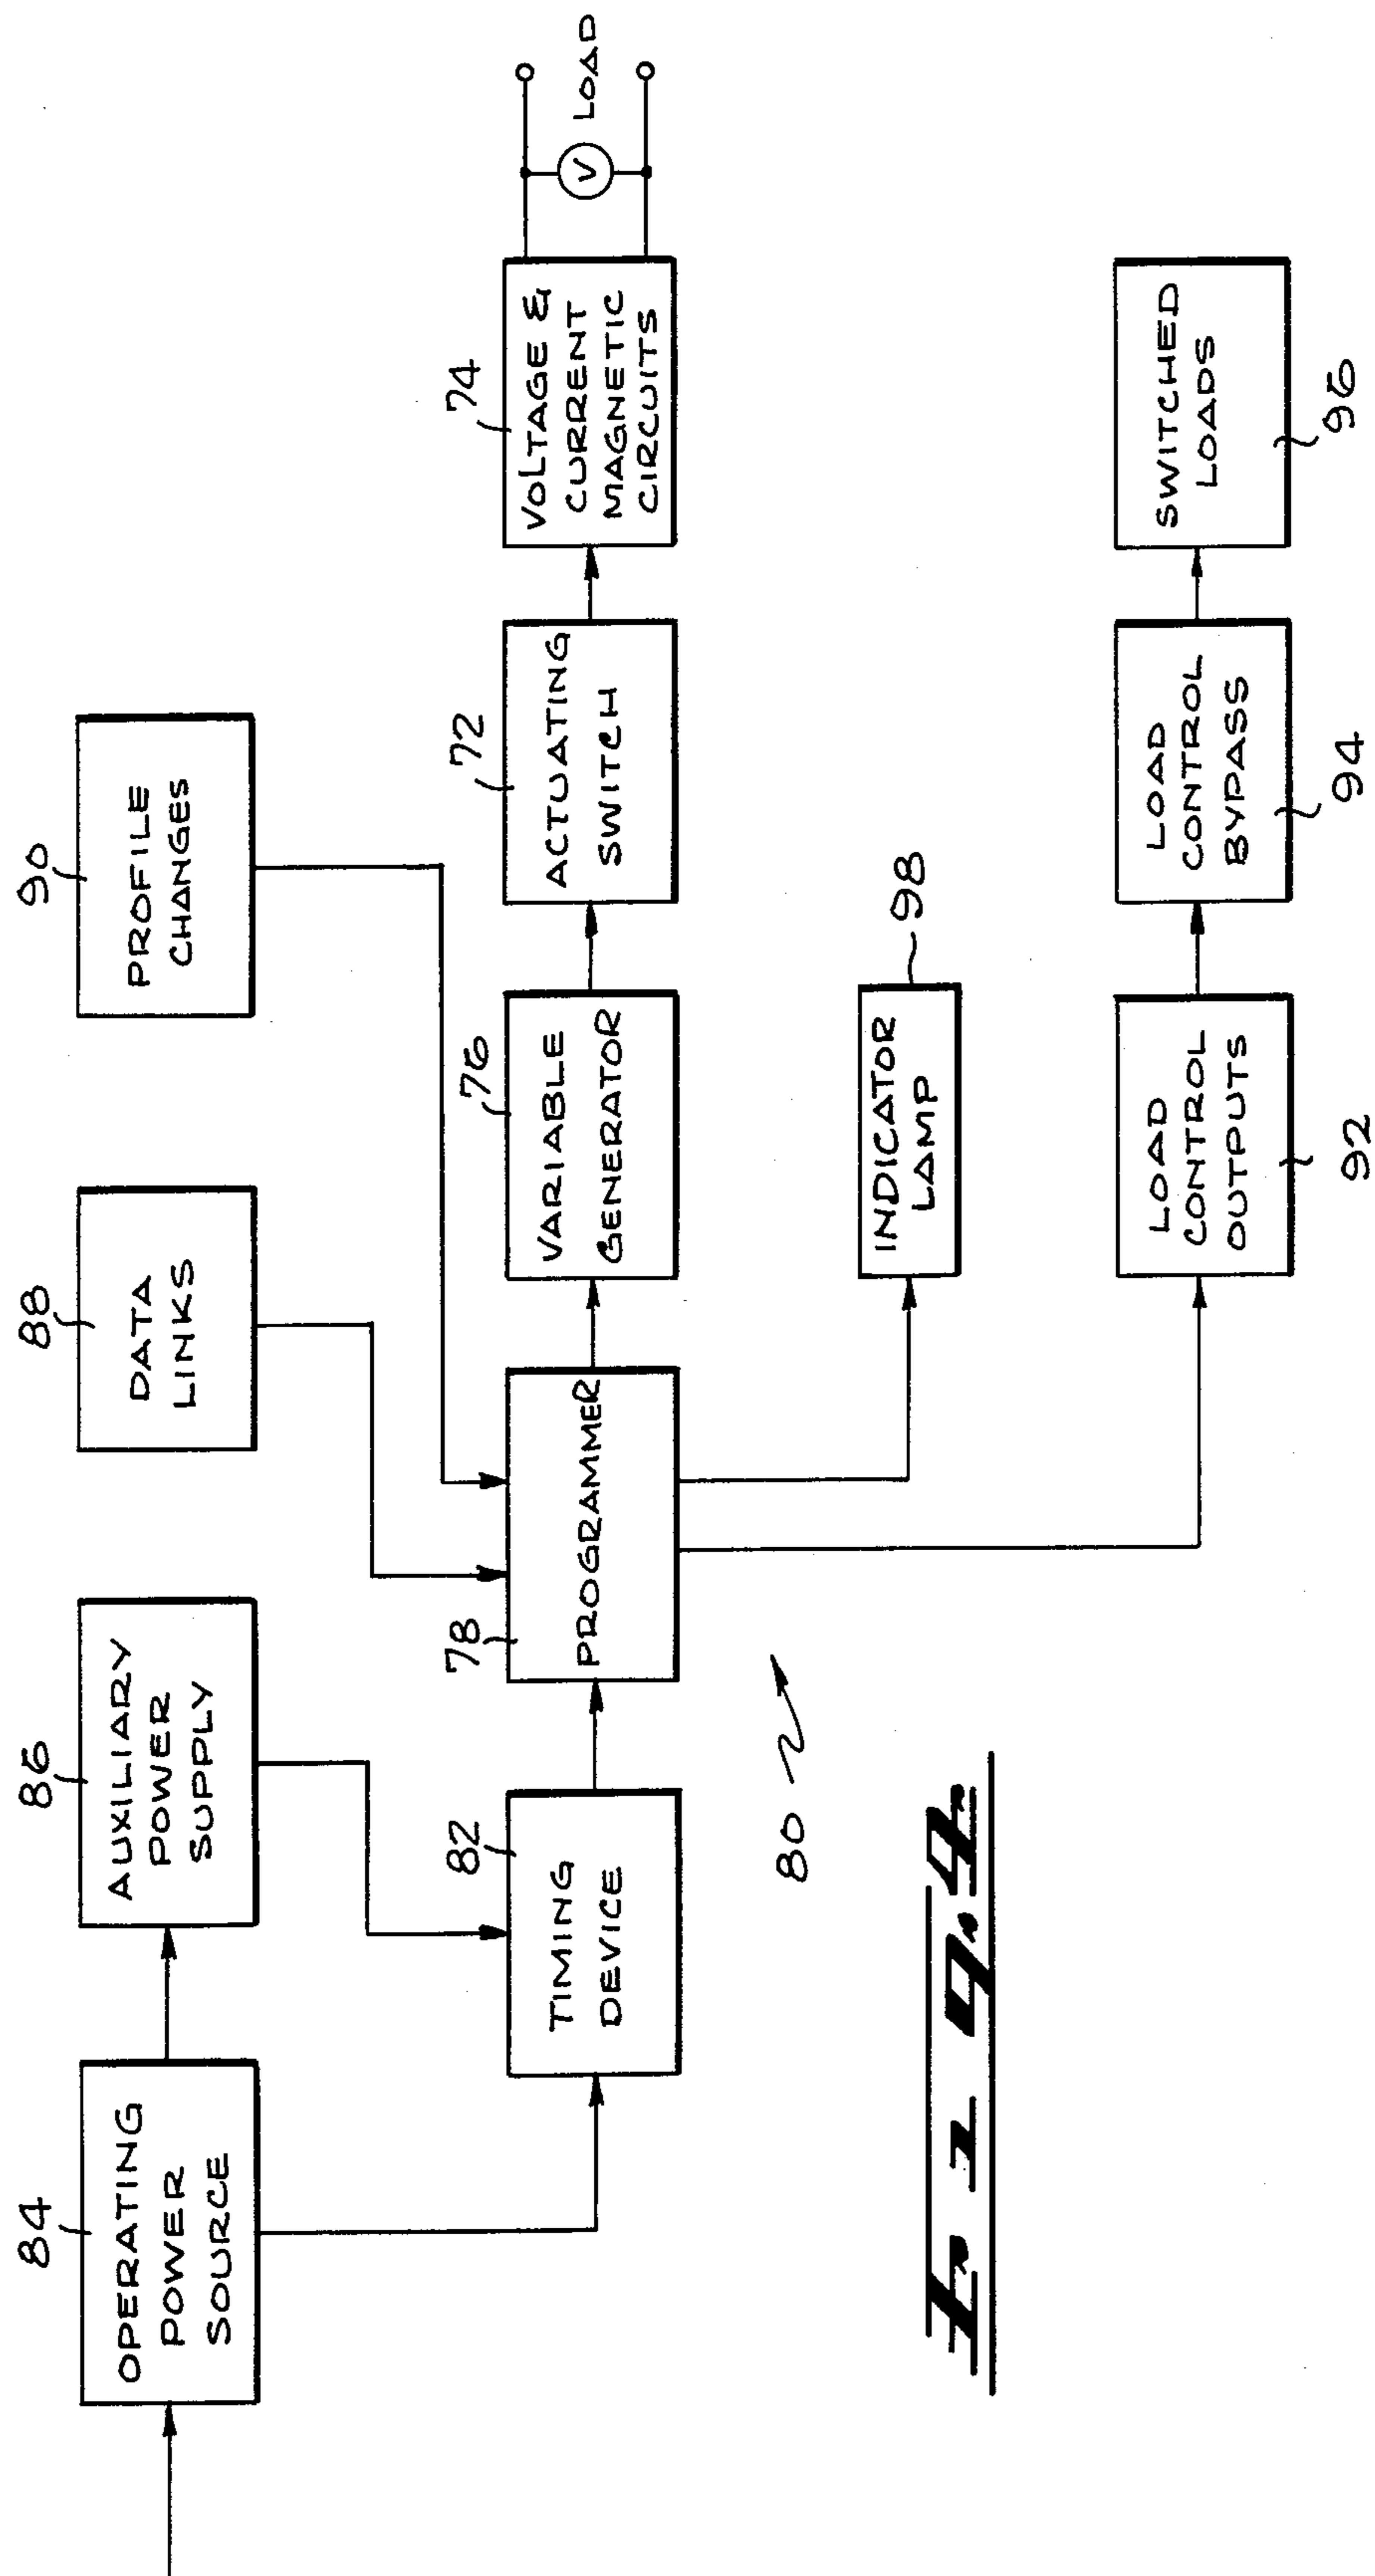 84
OPERATING
POWER
SOURCE
86
AUXILIARY
POWER
SUPPLY
88
DATA
LINKS
90
PROFILE
CHANGES
82
TIMING
DEVICE
78
PROGRAMMER
76
VARIABLE
GENERATOR
72
ACTUATING
SWITCH
74
VOLTAGE &
CURRENT
MAGNETIC
CIRCUITS
V
LOAD
80
INDICATOR
LAMP
98
LOAD
CONTROL
OUTPUTS
92
LOAD
CONTROL
BYPASS
94
SWITCHED
LOADS
96
Fig. 4.